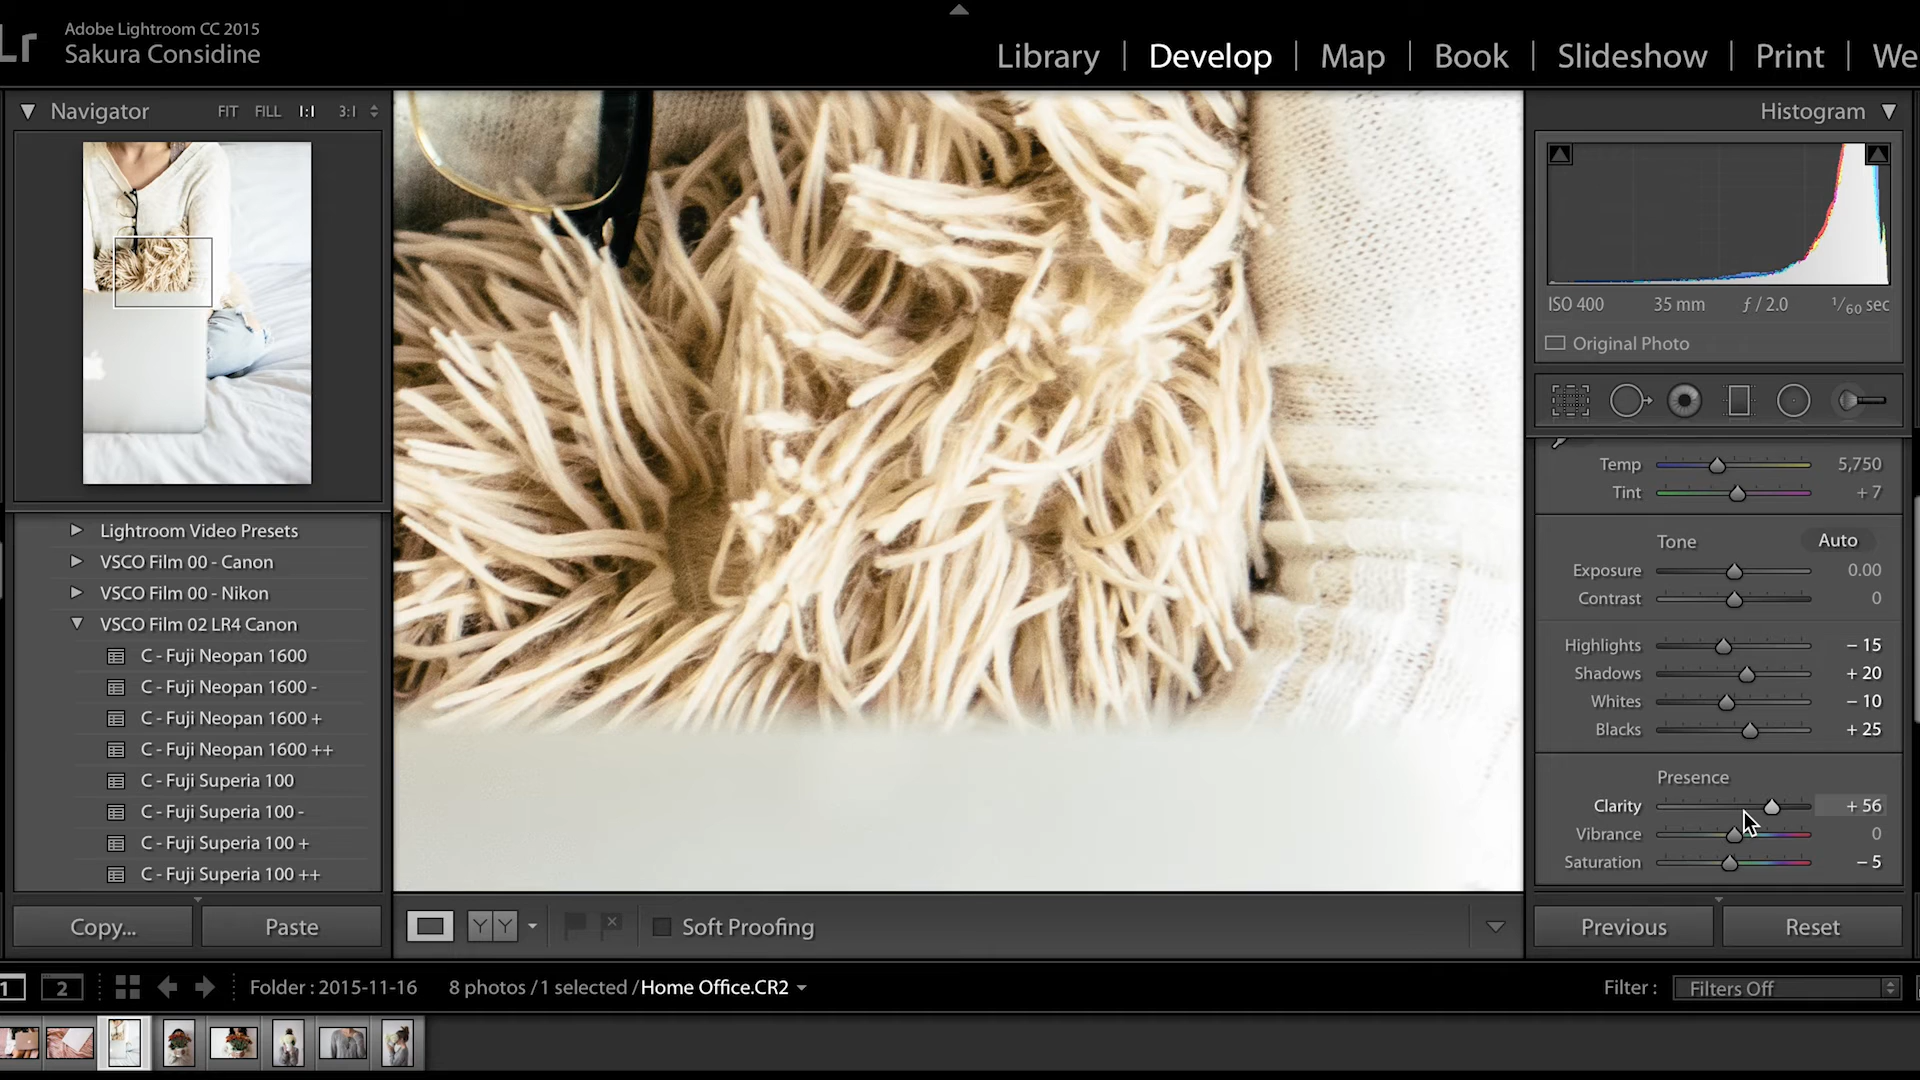 Lr
Adobe Lightroom CC 2015
Sakura Considine
Library | Develop | Map | Book | Slideshow | Print | We
Navigator FIT FILL 1:1 3:1
Histogram
ISO 400 35 mm ƒ / 2.0 1/60 sec
Original Photo
Temp 5,750
Tint + 7
Tone Auto
Exposure 0.00
Contrast 0
Highlights – 15
Shadows + 20
Whites – 10
Blacks + 25
Presence
Clarity + 56
Vibrance 0
Saturation – 5
Lightroom Video Presets
VSCO Film 00 - Canon
VSCO Film 00 - Nikon
VSCO Film 02 LR4 Canon
C - Fuji Neopan 1600
C - Fuji Neopan 1600 -
C - Fuji Neopan 1600 +
C - Fuji Neopan 1600 ++
C - Fuji Superia 100
C - Fuji Superia 100 -
C - Fuji Superia 100 +
C - Fuji Superia 100 ++
Copy... Paste
YY
Soft Proofing
Previous Reset
1 2 Folder : 2015-11-16 8 photos / 1 selected / Home Office.CR2
Filter : Filters Off